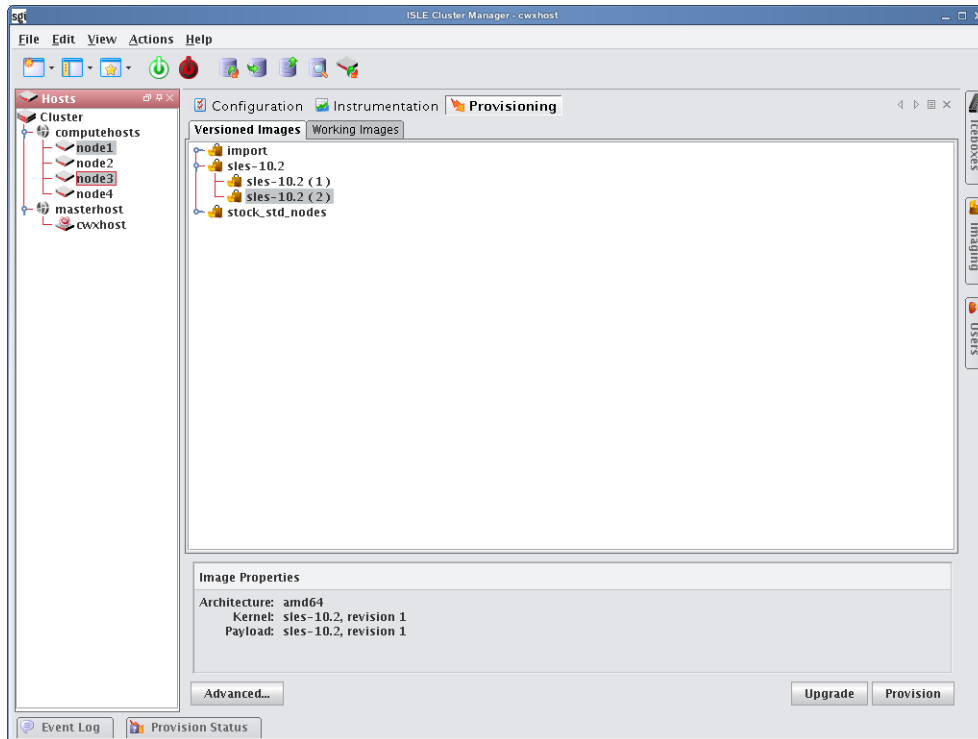 sgi
ISLE Cluster Manager - cwxhost
File Edit View Actions Help
Hosts
Cluster
computehosts
node1
node2
node3
node4
masterhost
cwxhost
Configuration Instrumentation Provisioning
Versioned Images Working Images
import
sles-10.2
sles-10.2 (1)
sles-10.2 (2)
stock_std_nodes
Image Properties
Architecture: amd64
Kernel: sles-10.2, revision 1
Payload: sles-10.2, revision 1
Advanced... Upgrade Provision
Iceboxes
Imaging
Users
Event Log Provision Status